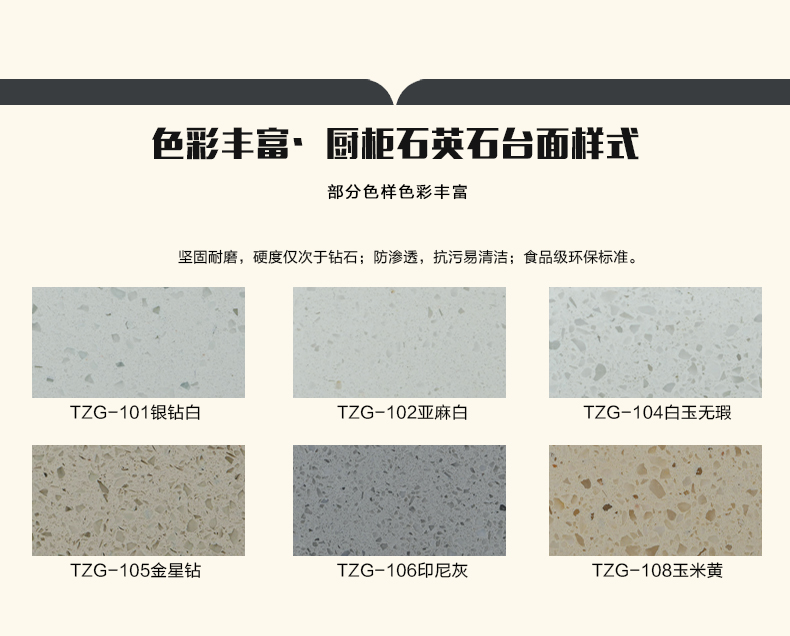 色彩丰富· 厨柜石英石台面样式
部分色样色彩丰富
坚固耐磨，硬度仅次于钻石；防渗透，抗污易清洁；食品级环保标准。
TZG-101银钻白
TZG-102亚麻白
TZG-104白玉无瑕
TZG-105金星钻
TZG-106印尼灰
TZG-108玉米黄